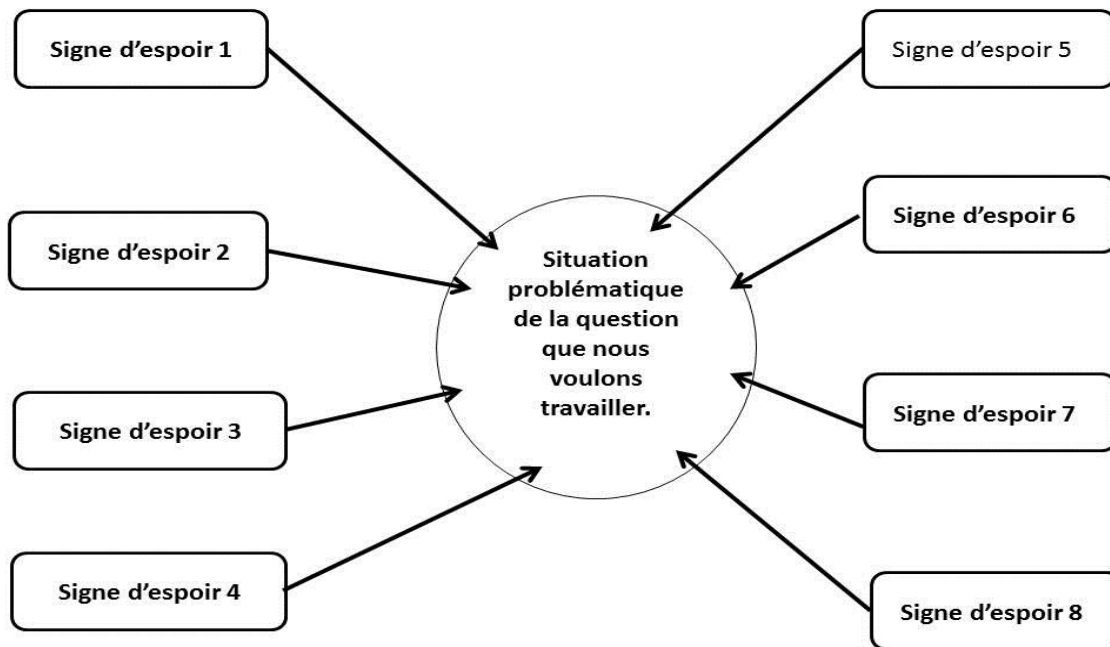 Signe d'espoir 1
Signe d'espoir 2
Signe d'espoir 3
Signe d'espoir 4
Situation
problématique
de la question
que nous
voulons
travailler.
Signe d'espoir 5
Signe d'espoir 6
Signe d'espoir 7
Signe d'espoir 8